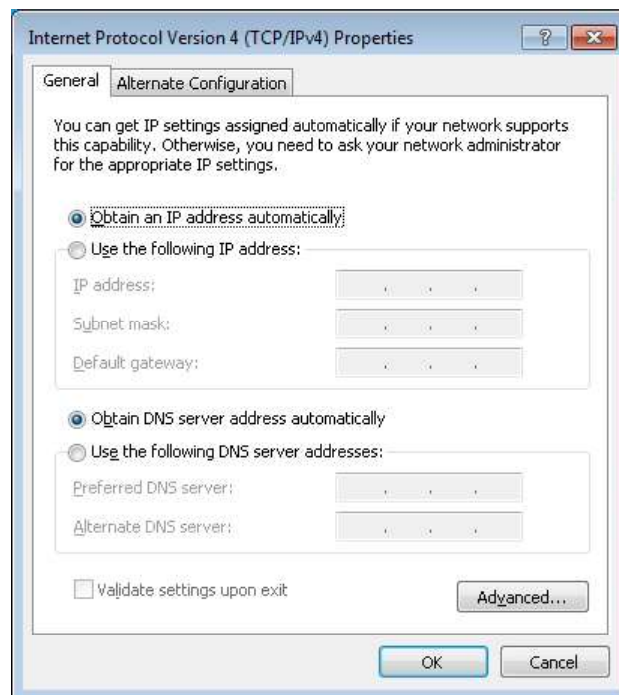 Internet Protocol Version 4 (TCP/IPv4) Properties
?
General
Alternate Configuration
You can get IP settings assigned automatically if your network supports
this capability. Otherwise, you need to ask your network administrator
for the appropriate IP settings.
Obtain an IP address automatically
Use the following IP address:
IP address:
Subnet mask:
Default gateway:
Obtain DNS server address automatically
Use the following DNS server addresses:
Preferred DNS server:
Alternate DNS server:
Validate settings upon exit
Advanced...
OK
Cancel